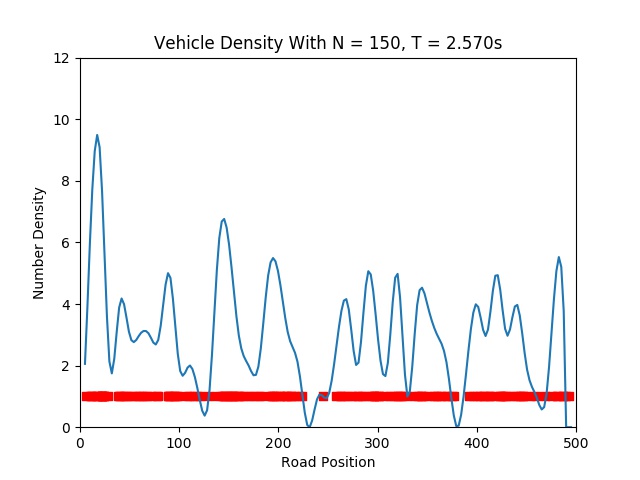 Vehicle Density With N = 150, T = 2.570s
12
10
8
6
4
2
0
Number Density
0 100 200 300 400 500
Road Position